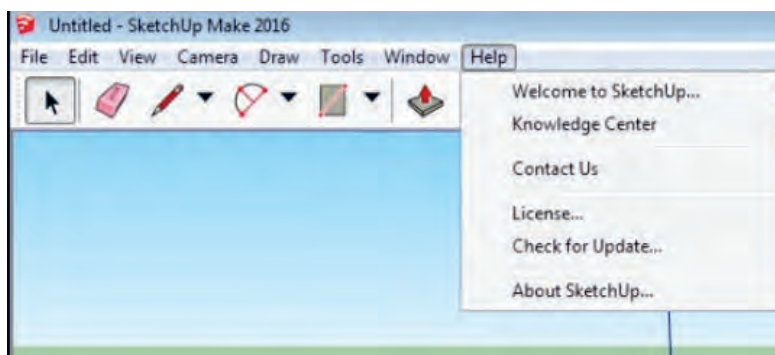 Untitled - SketchUp Make 2016
File Edit View Camera Draw Tools Window Help
Welcome to SketchUp...
Knowledge Center
Contact Us
License...
Check for Update...
About SketchUp...